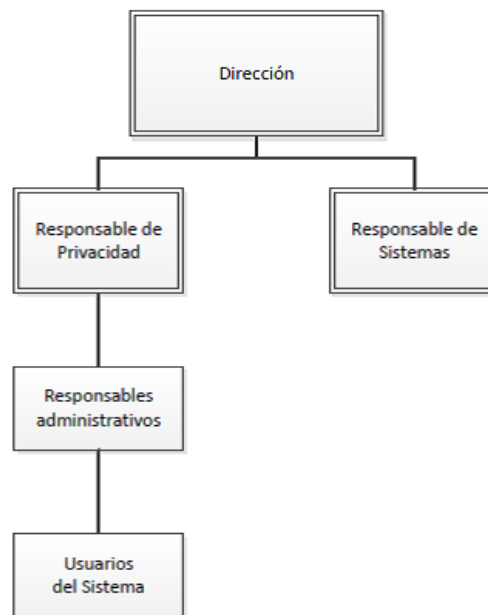 Dirección
Responsable de
Privacidad
Responsable de
Sistemas
Responsables
administrativos
Usuarios
del Sistema